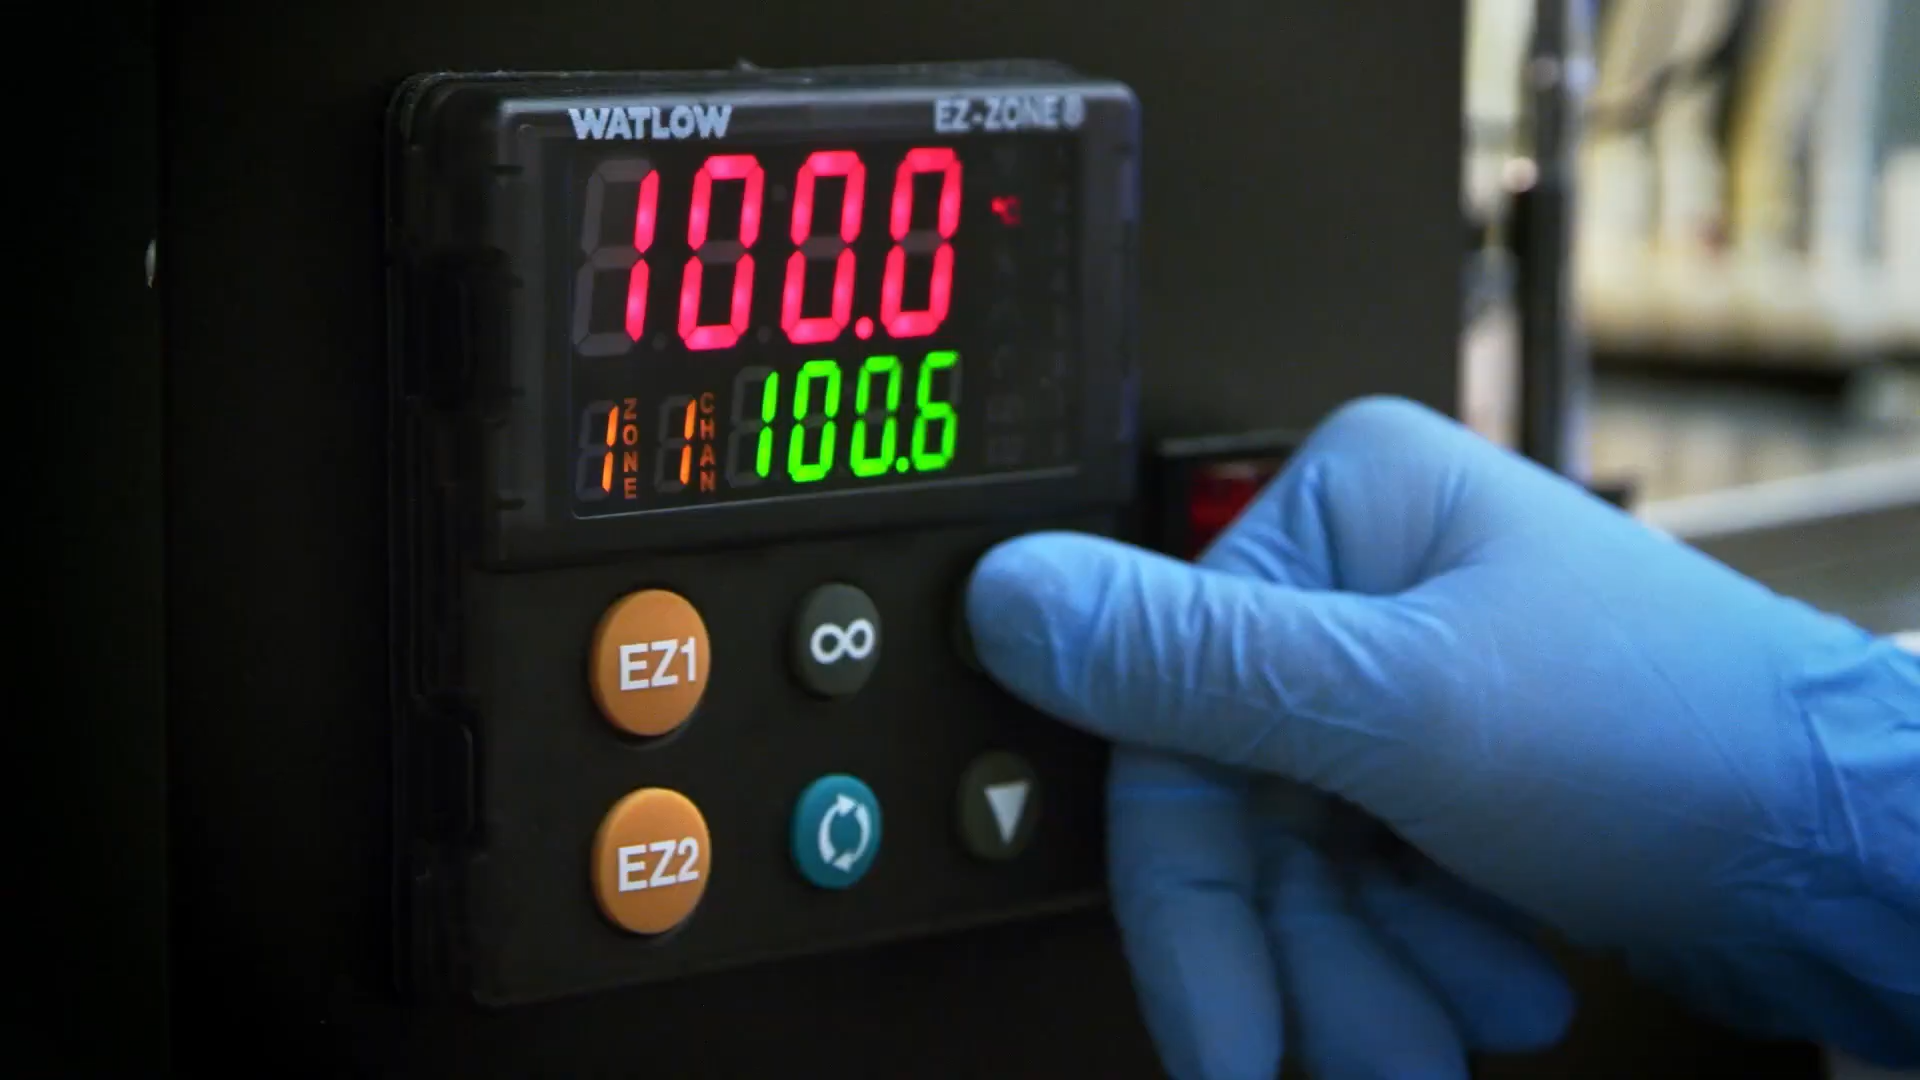 WATLOW EZ-ZONE®
100.0 °C
1 ZONE 1 CHAN 100.6
EZ1
EZ2